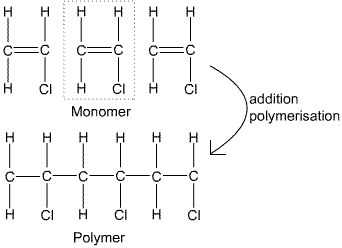 H H H H H H
C C C C C C
H Cl H Cl H Cl
Monomer
addition
polymerisation
H H H H H H
C C C C C C
H Cl H Cl H Cl
Polymer